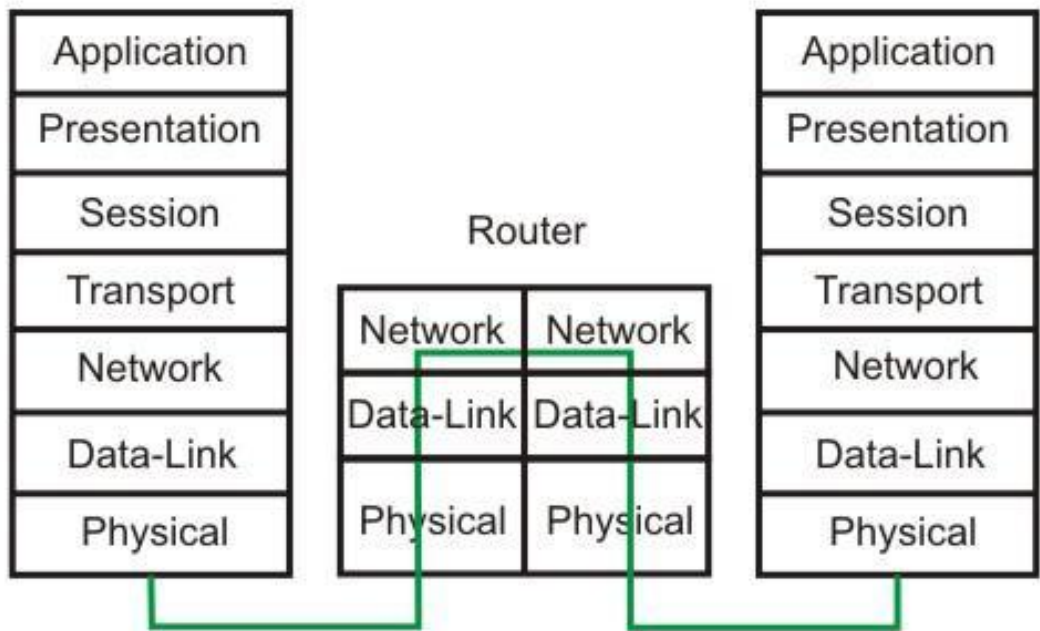 Application
Presentation
Session
Transport
Network
Data-Link
Physical
Router
Network Network
Data-Link Data-Link
Physical Physical
Application
Presentation
Session
Transport
Network
Data-Link
Physical